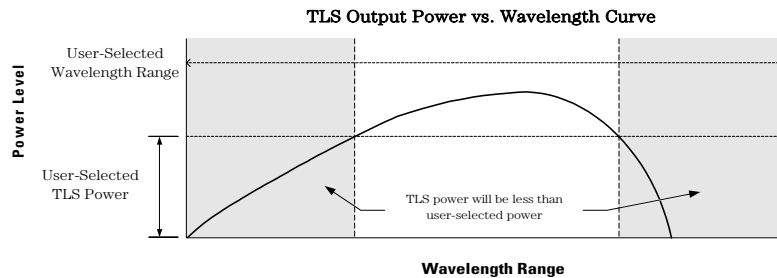 TLS Output Power vs. Wavelength Curve
User-Selected
Wavelength Range
Power Level
User-Selected
TLS Power
TLS power will be less than
user-selected power
Wavelength Range